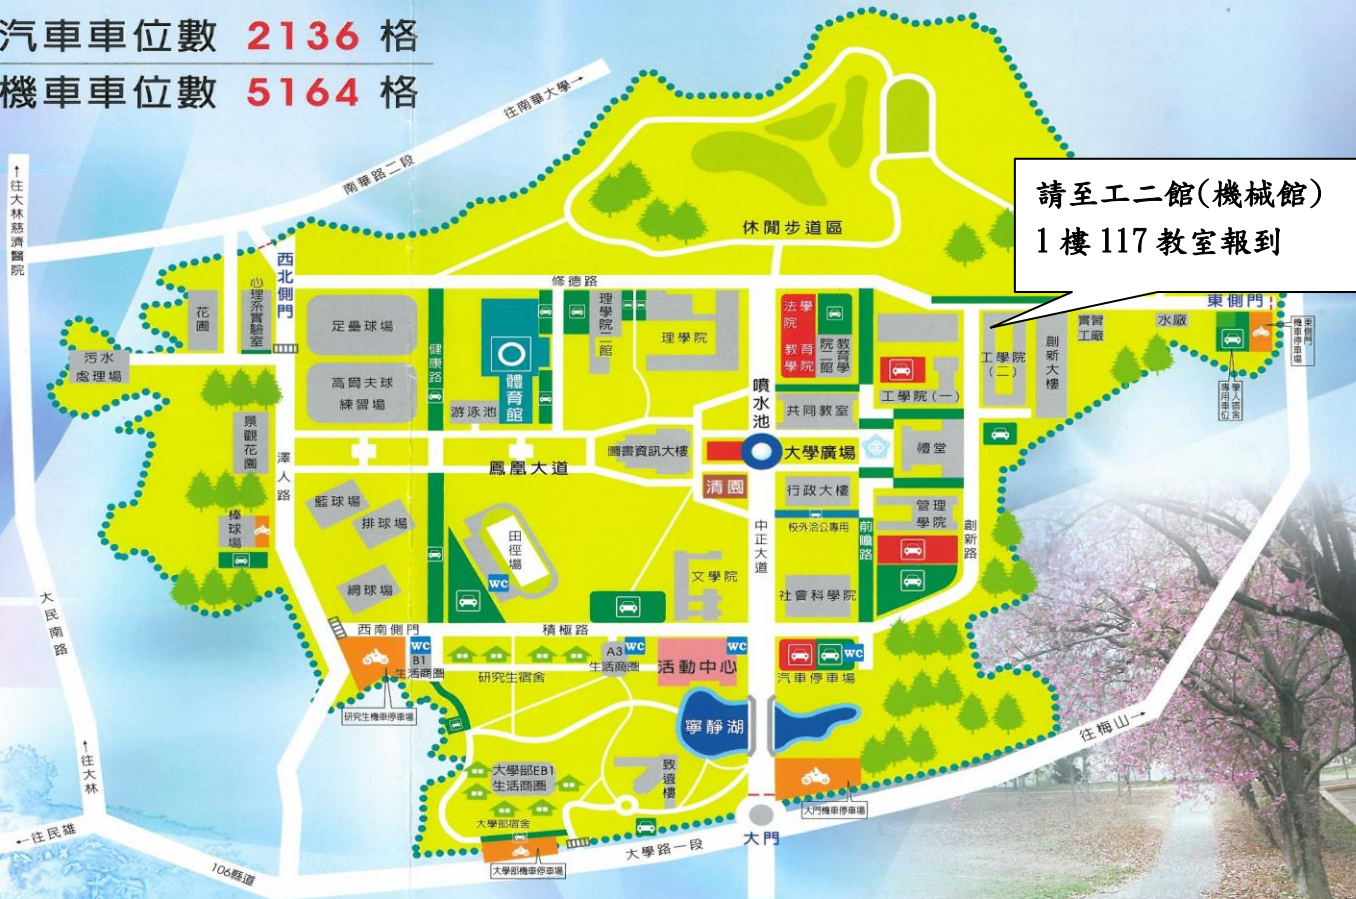 汽車車位數 2136 格
機車車位數 5164 格
往南華大學→
南華路二段
←往大林慈濟醫院
休閒步道區
請至工二館(機械館)
1 樓 117 教室報到
西北側門
修德路
東側門
花圃
心理系實驗室
足壘球場
理學院二館
理學院
法學院
教育學院
教育學院二館
工學院(二)
創新大樓
實習工廠
水廠
東側門機車停車場
學人宿舍專用車位
污水處理場
健康路
高爾夫球練習場
體育館
游泳池
工學院(一)
噴水池
共同教室
景觀花園
澤人路
圖書資訊大樓
大學廣場
禮堂
鳳凰大道
清園
行政大樓
籃球場
排球場
棒球場
田徑場
校外洽公專用
管理學院
中正大道
前瞻路
創新路
WC
網球場
文學院
社會科學院
大民南路
西南側門
積極路
WC
B1
生活商圈
研究生宿舍
A3
WC
生活商圈
WC
活動中心
WC
汽車停車場
研究生機車停車場
寧靜湖
往梅山→
←往大林
大學部EB1
生活商圈
致遠樓
大學部宿舍
大門機車停車場
←往民雄
大門
大學路一段
106縣道
大學部機車停車場